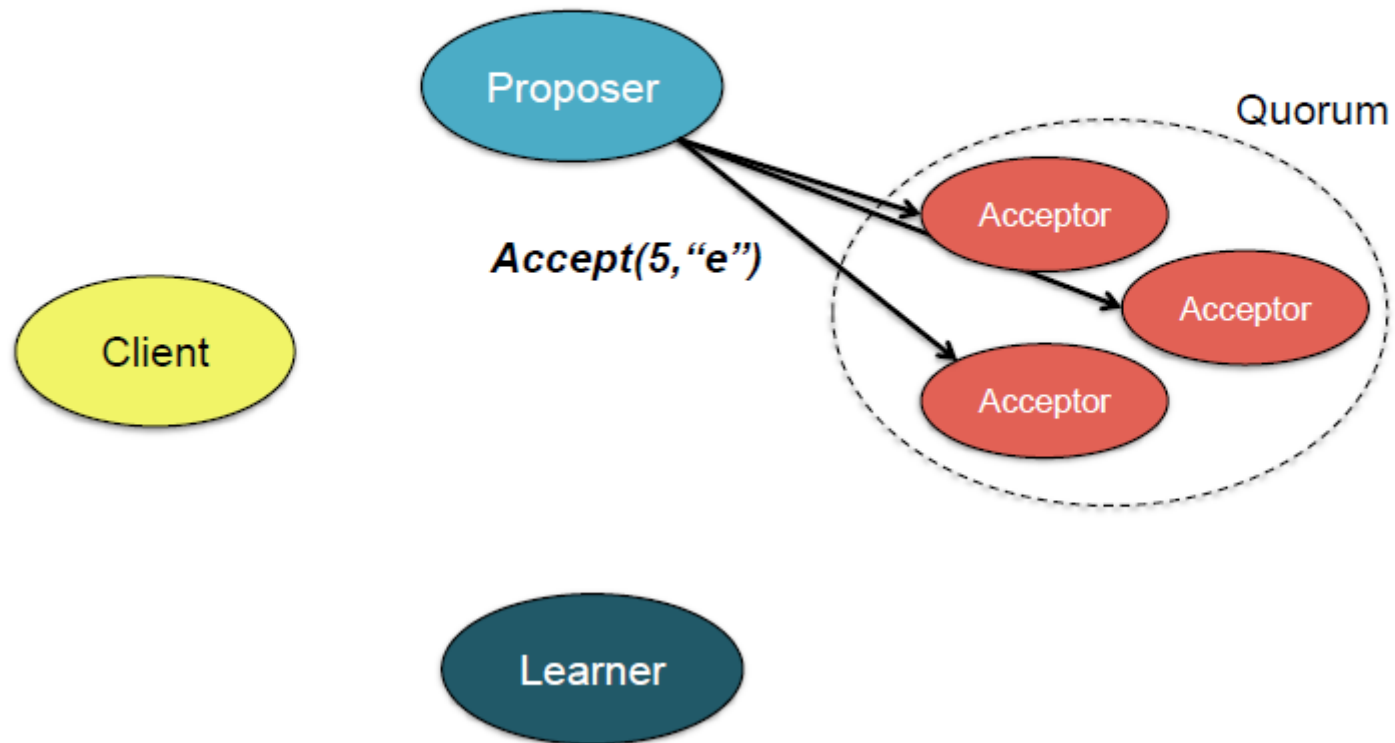 Proposer
Quorum
Acceptor
Accept(5,“e”)
Acceptor
Client
Acceptor
Learner